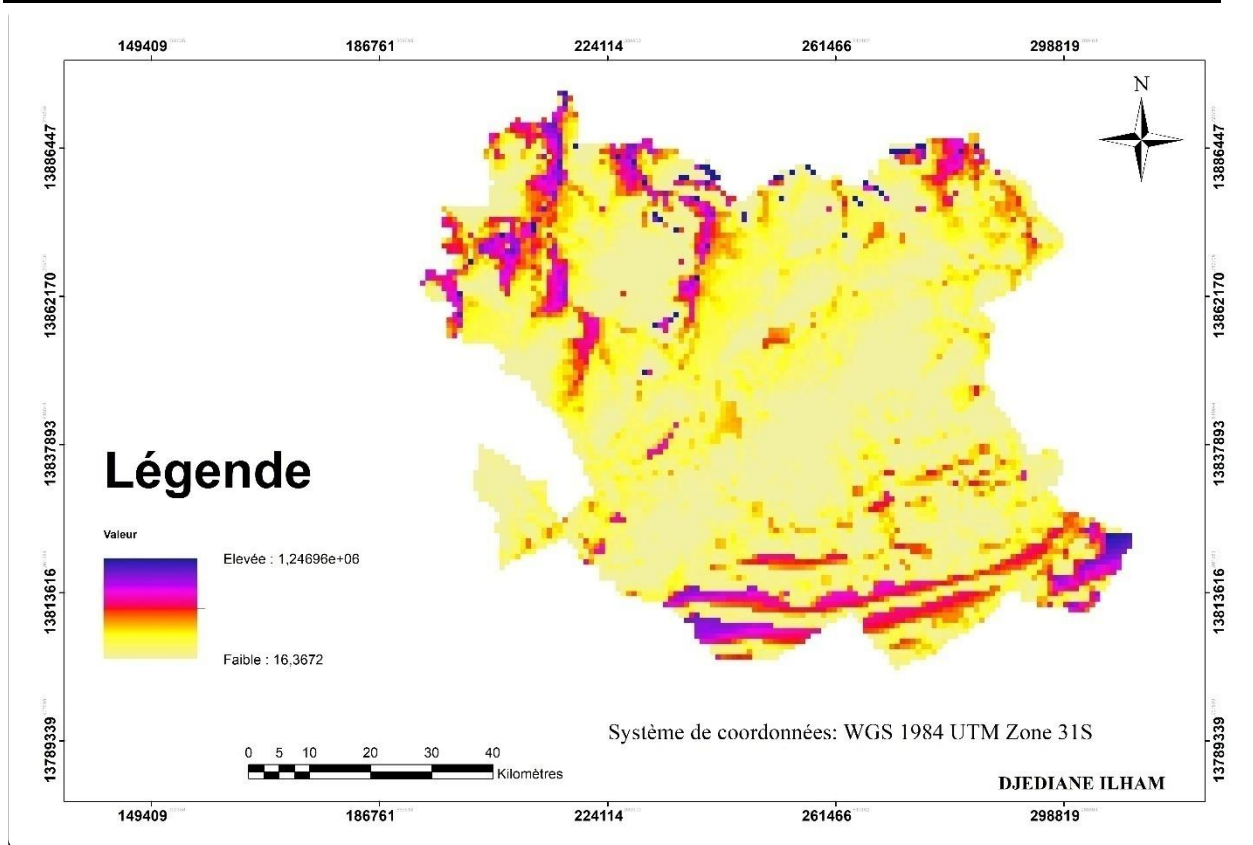 149409 186761 224114 261466 298819
N
13886447 13886447
13862170 13862170
13837893 13837893
13813616 13813616
13789339 13789339
Légende
Valeur
Elevée : 1,24696e+06
Faible : 16,3672
Système de coordonnées: WGS 1984 UTM Zone 31S
0 5 10 20 30 40
Kilomètres
DJEDIANE ILHAM
149409 186761 224114 261466 298819